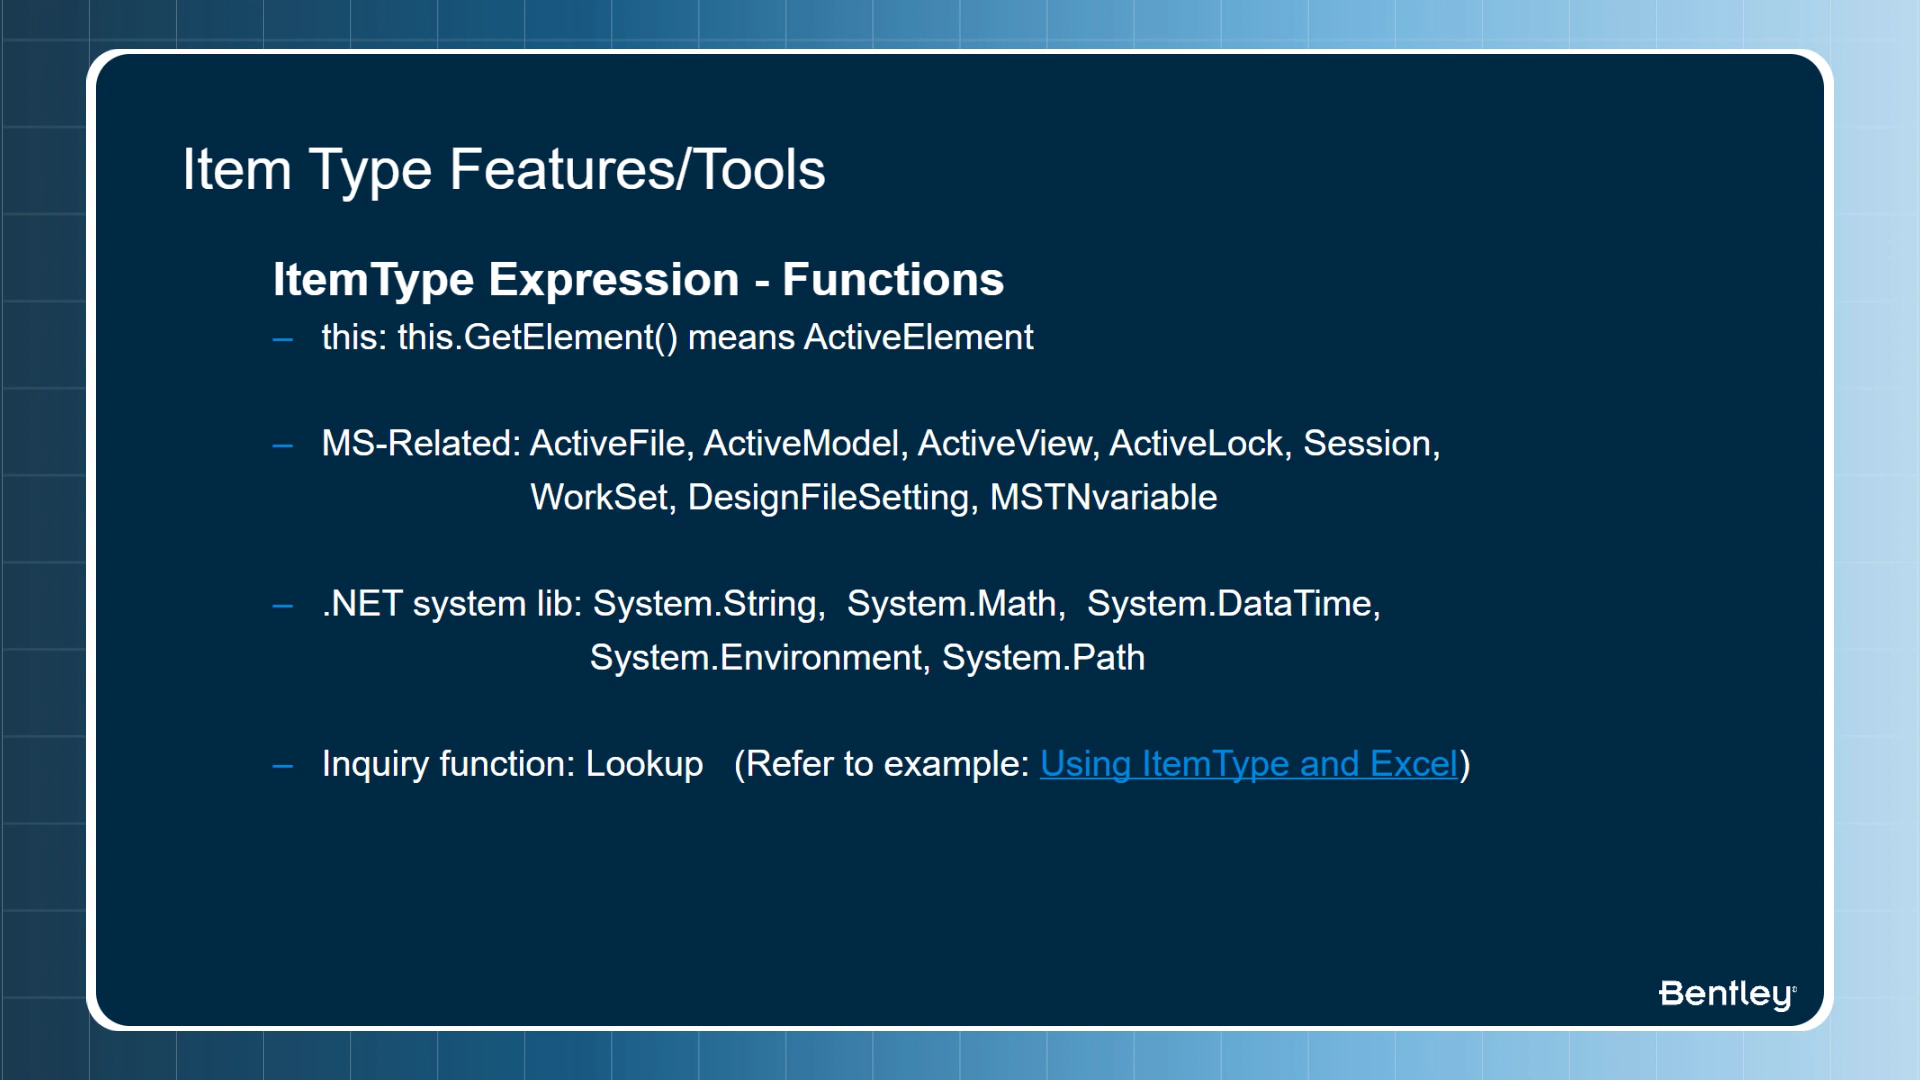 Item Type Features/Tools
ItemType Expression - Functions
– this: this.GetElement() means ActiveElement
– MS-Related: ActiveFile, ActiveModel, ActiveView, ActiveLock, Session,
WorkSet, DesignFileSetting, MSTNvariable
– .NET system lib: System.String, System.Math, System.DataTime,
System.Environment, System.Path
– Inquiry function: Lookup (Refer to example: Using ItemType and Excel)
Bentley®